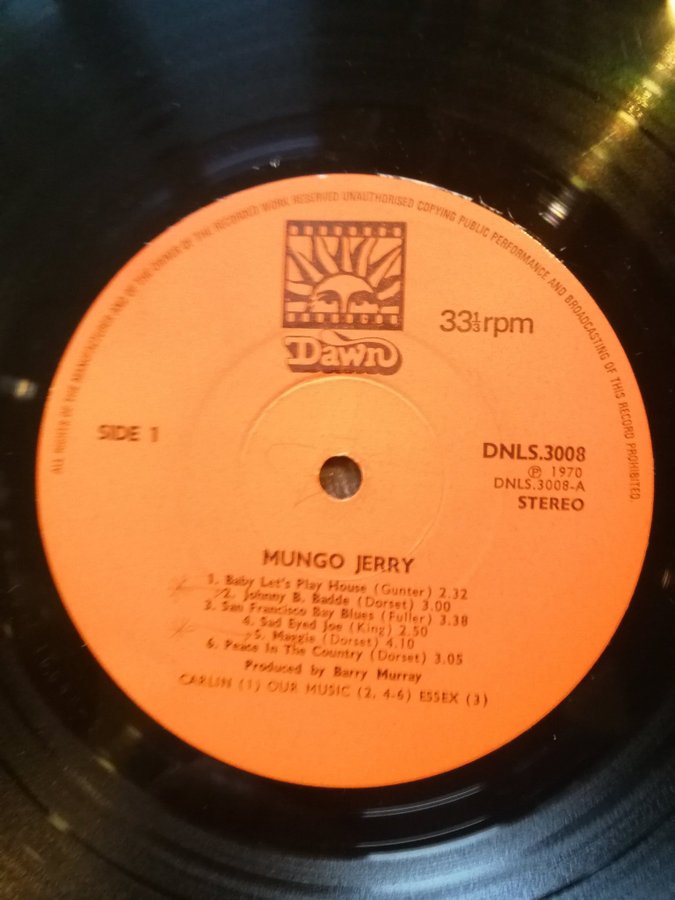 ALL RIGHTS OF THE MANUFACTURER AND OF THE OWNER OF THE RECORDED WORK RESERVED UNAUTHORISED COPYING PUBLIC PERFORMANCE AND BROADCASTING OF THIS RECORD PROHIBITED.
Dawn
33⅓rpm
SIDE 1
DNLS.3008
Ⓟ 1970
DNLS.3008-A
STEREO
MUNGO JERRY
1. Baby Let's Play House (Gunter) 2.32
2. Johnny B. Badde (Dorset) 3.00
3. San Francisco Bay Blues (Fuller) 3.38
4. Sad Eyed Joe (King) 2.50
5. Maggie (Dorset) 4.10
6. Peace In The Country (Dorset) 3.05
Produced by Barry Murray
CARLIN (1) OUR MUSIC (2, 4-6) ESSEX (3)